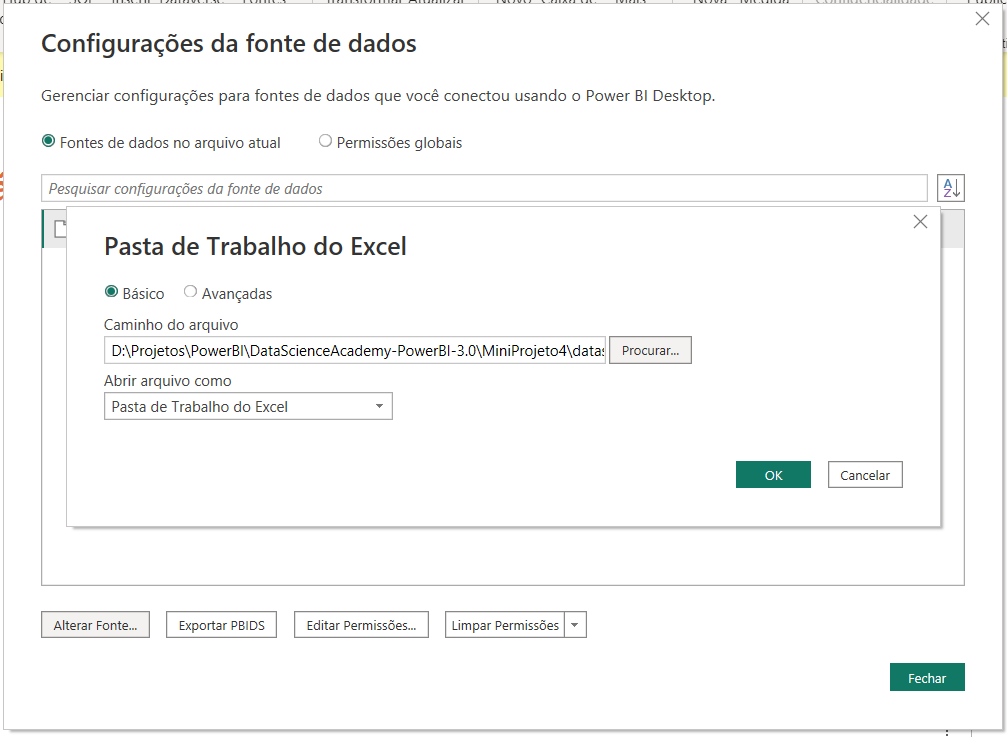 Configurações da fonte de dados
Gerenciar configurações para fontes de dados que você conectou usando o Power BI Desktop.
Fontes de dados no arquivo atual
Permissões globais
Pesquisar configurações da fonte de dados
Pasta de Trabalho do Excel
Básico
Avançadas
Caminho do arquivo
D:\Projetos\PowerBI\DataScienceAcademy-PowerBI-3.0\MiniProjeto4\datas
Procurar...
Abrir arquivo como
Pasta de Trabalho do Excel
OK
Cancelar
Alterar Fonte...
Exportar PBIDS
Editar Permissões...
Limpar Permissões
Fechar